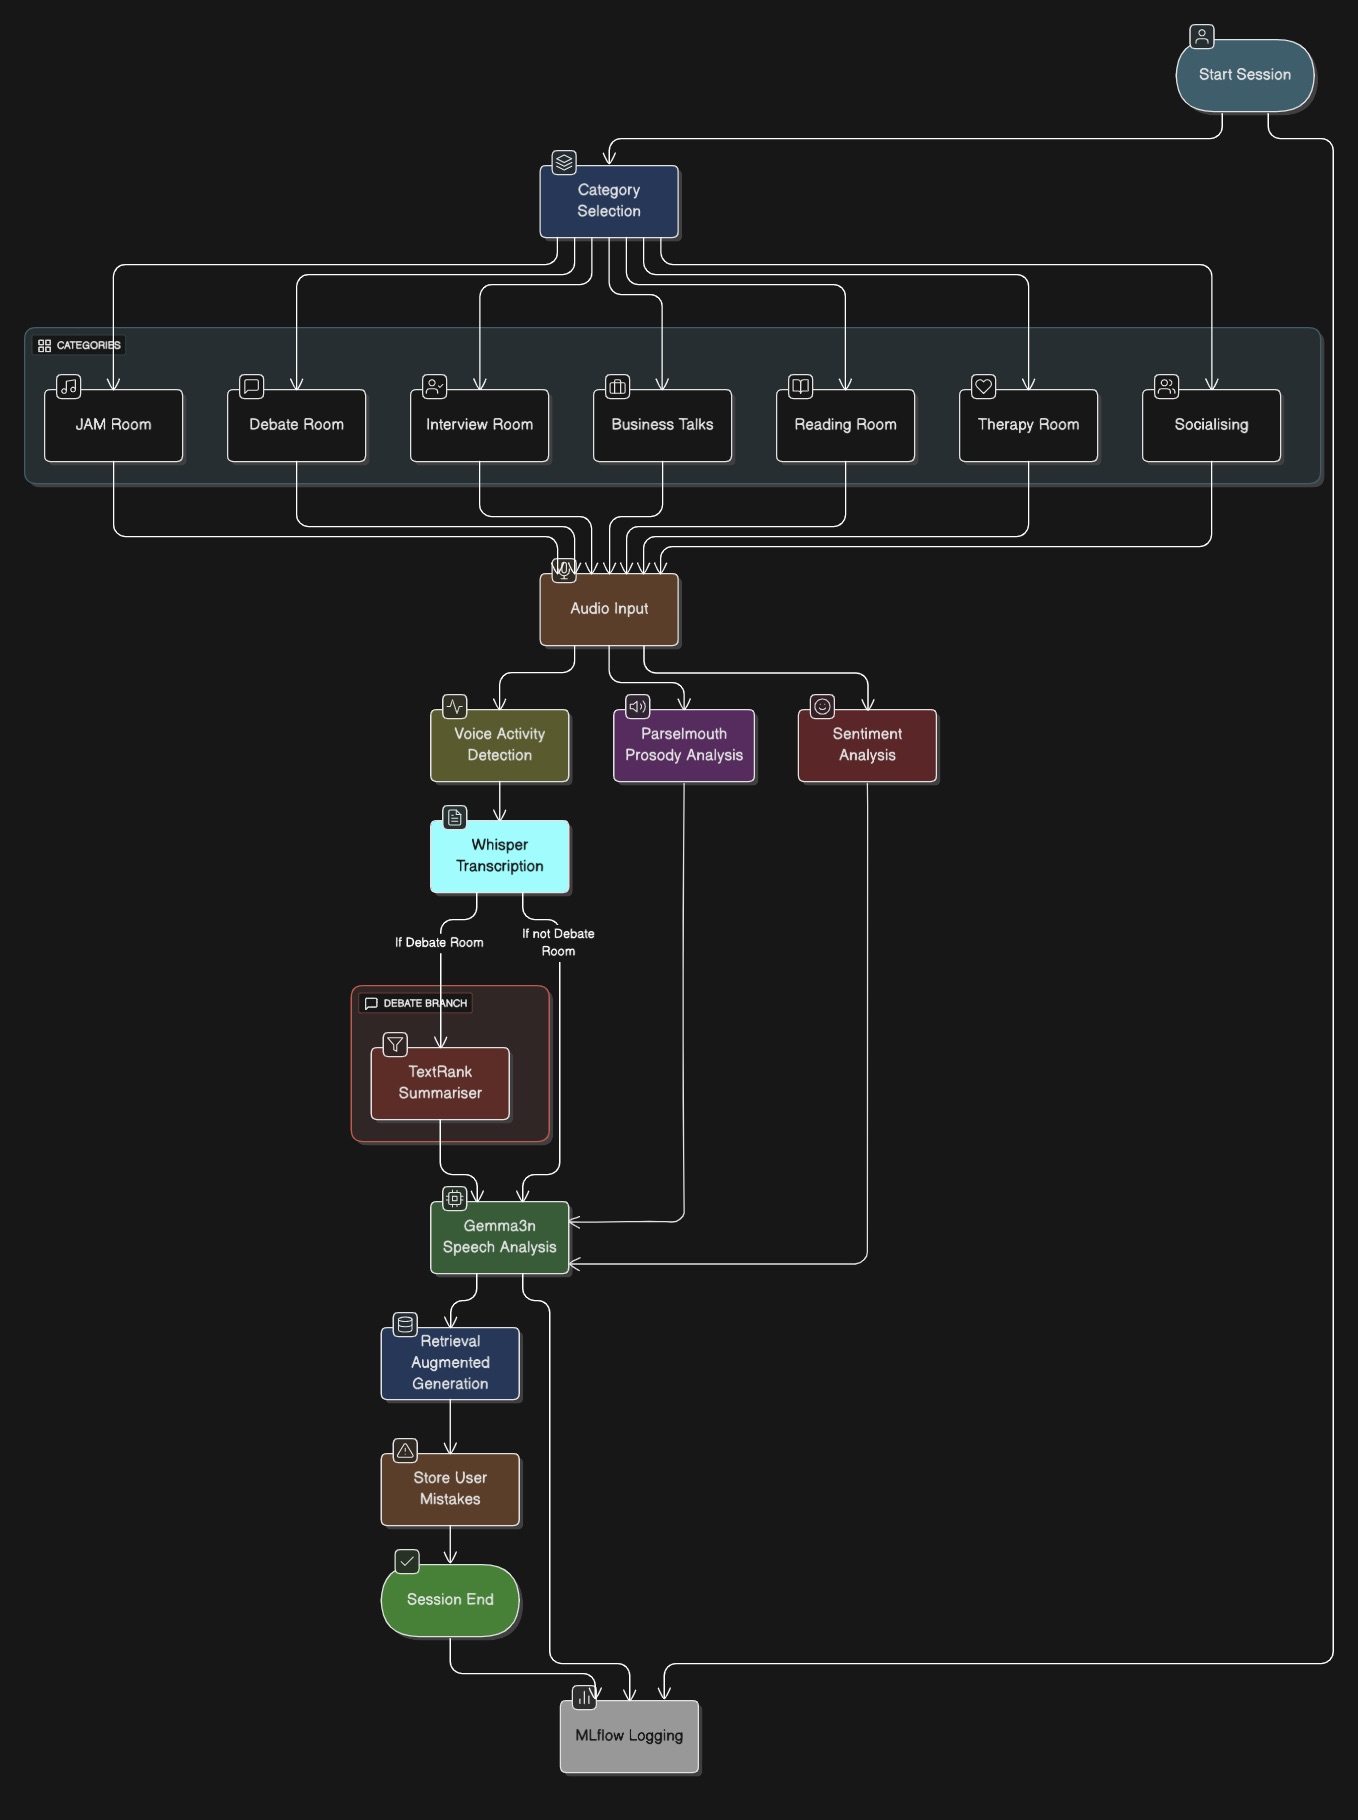 Start Session
Category
Selection
CATEGORIES
JAM Room
Debate Room
Interview Room
Business Talks
Reading Room
Therapy Room
Socialising
Audio Input
Voice Activity
Detection
Parselmouth
Prosody Analysis
Sentiment
Analysis
Whisper
Transcription
If Debate Room
If not Debate
Room
DEBATE BRANCH
TextRank
Summariser
Gemma3n
Speech Analysis
Retrieval
Augmented
Generation
Store User
Mistakes
Session End
MLflow Logging